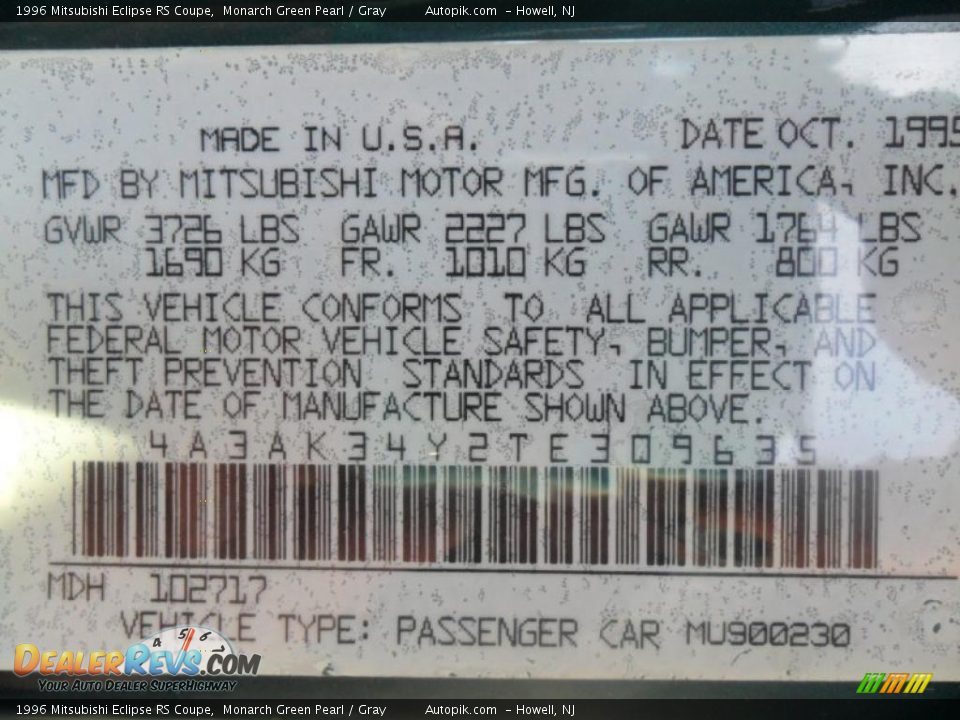 1996 Mitsubishi Eclipse RS Coupe, Monarch Green Pearl / Gray Autopik.com - Howell, NJ
MADE IN U.S.A. DATE OCT. 1995
MFD BY MITSUBISHI MOTOR MFG. OF AMERICA, INC.
GVWR 3726 LBS GAWR 2227 LBS GAWR 1764 LBS
1690 KG FR. 1010 KG RR. 800 KG
THIS VEHICLE CONFORMS TO ALL APPLICABLE
FEDERAL MOTOR VEHICLE SAFETY, BUMPER, AND
THEFT PREVENTION STANDARDS IN EFFECT ON
THE DATE OF MANUFACTURE SHOWN ABOVE.
4A3AK34Y2TE309635
MDH 102717
VEHICLE TYPE: PASSENGER CAR MU900230
4 5 6
DEALERREVS.COM
YOUR AUTO DEALER SUPERHIGHWAY
1996 Mitsubishi Eclipse RS Coupe, Monarch Green Pearl / Gray Autopik.com - Howell, NJ